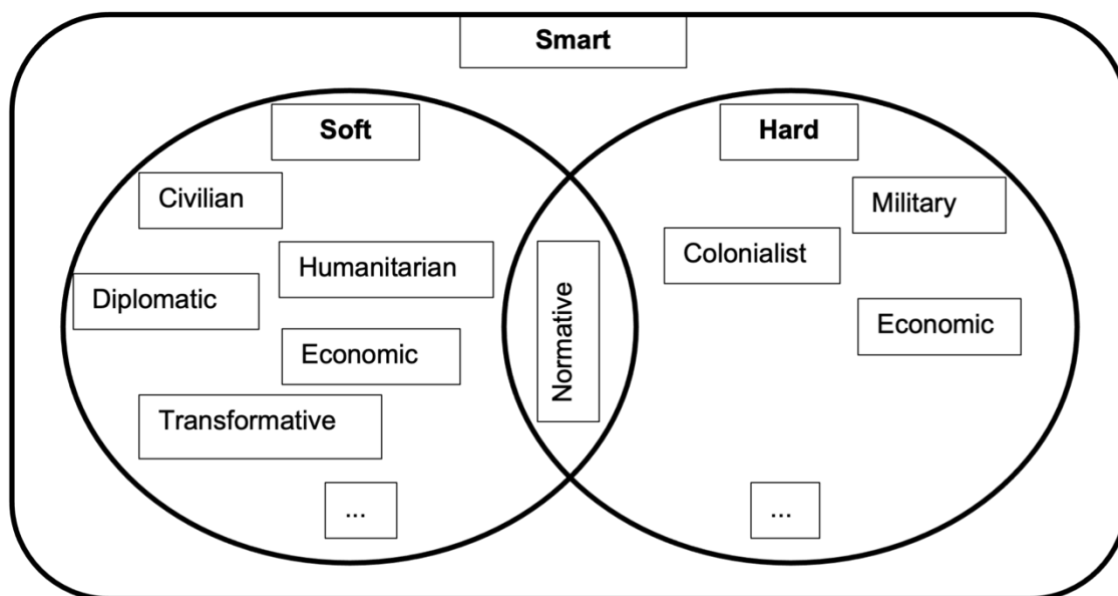 Smart
Soft
Hard
Civilian
Military
Humanitarian
Colonialist
Diplomatic
Normative
Economic
Economic
Transformative
...
...